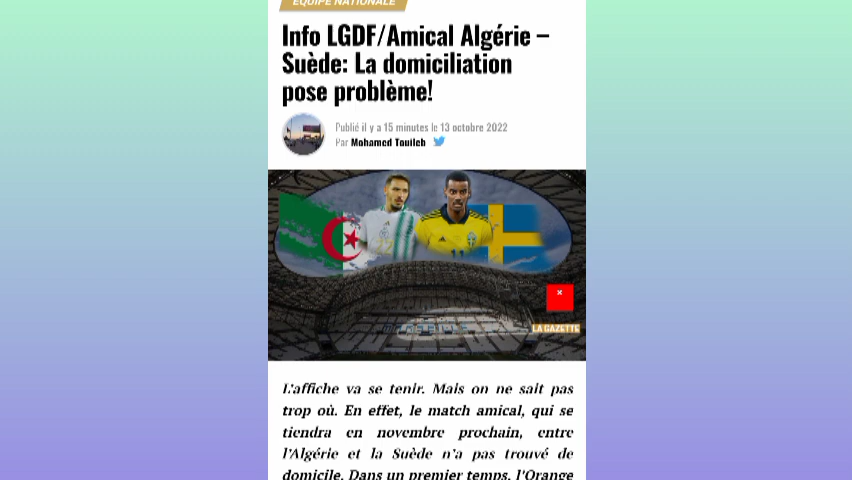 EQUIPE NATIONALE
Info LGDF/Amical Algérie –
Suède: La domiciliation
pose problème!
Publié il y a 15 minutes le 13 octobre 2022
Par Mohamed Touileb
LA GAZETTE
L'affiche va se tenir. Mais on ne sait pas
trop où. En effet, le match amical, qui se
tiendra en novembre prochain, entre
l'Algérie et la Suède n'a pas trouvé de
domicile. Dans un premier temps, l'Orange